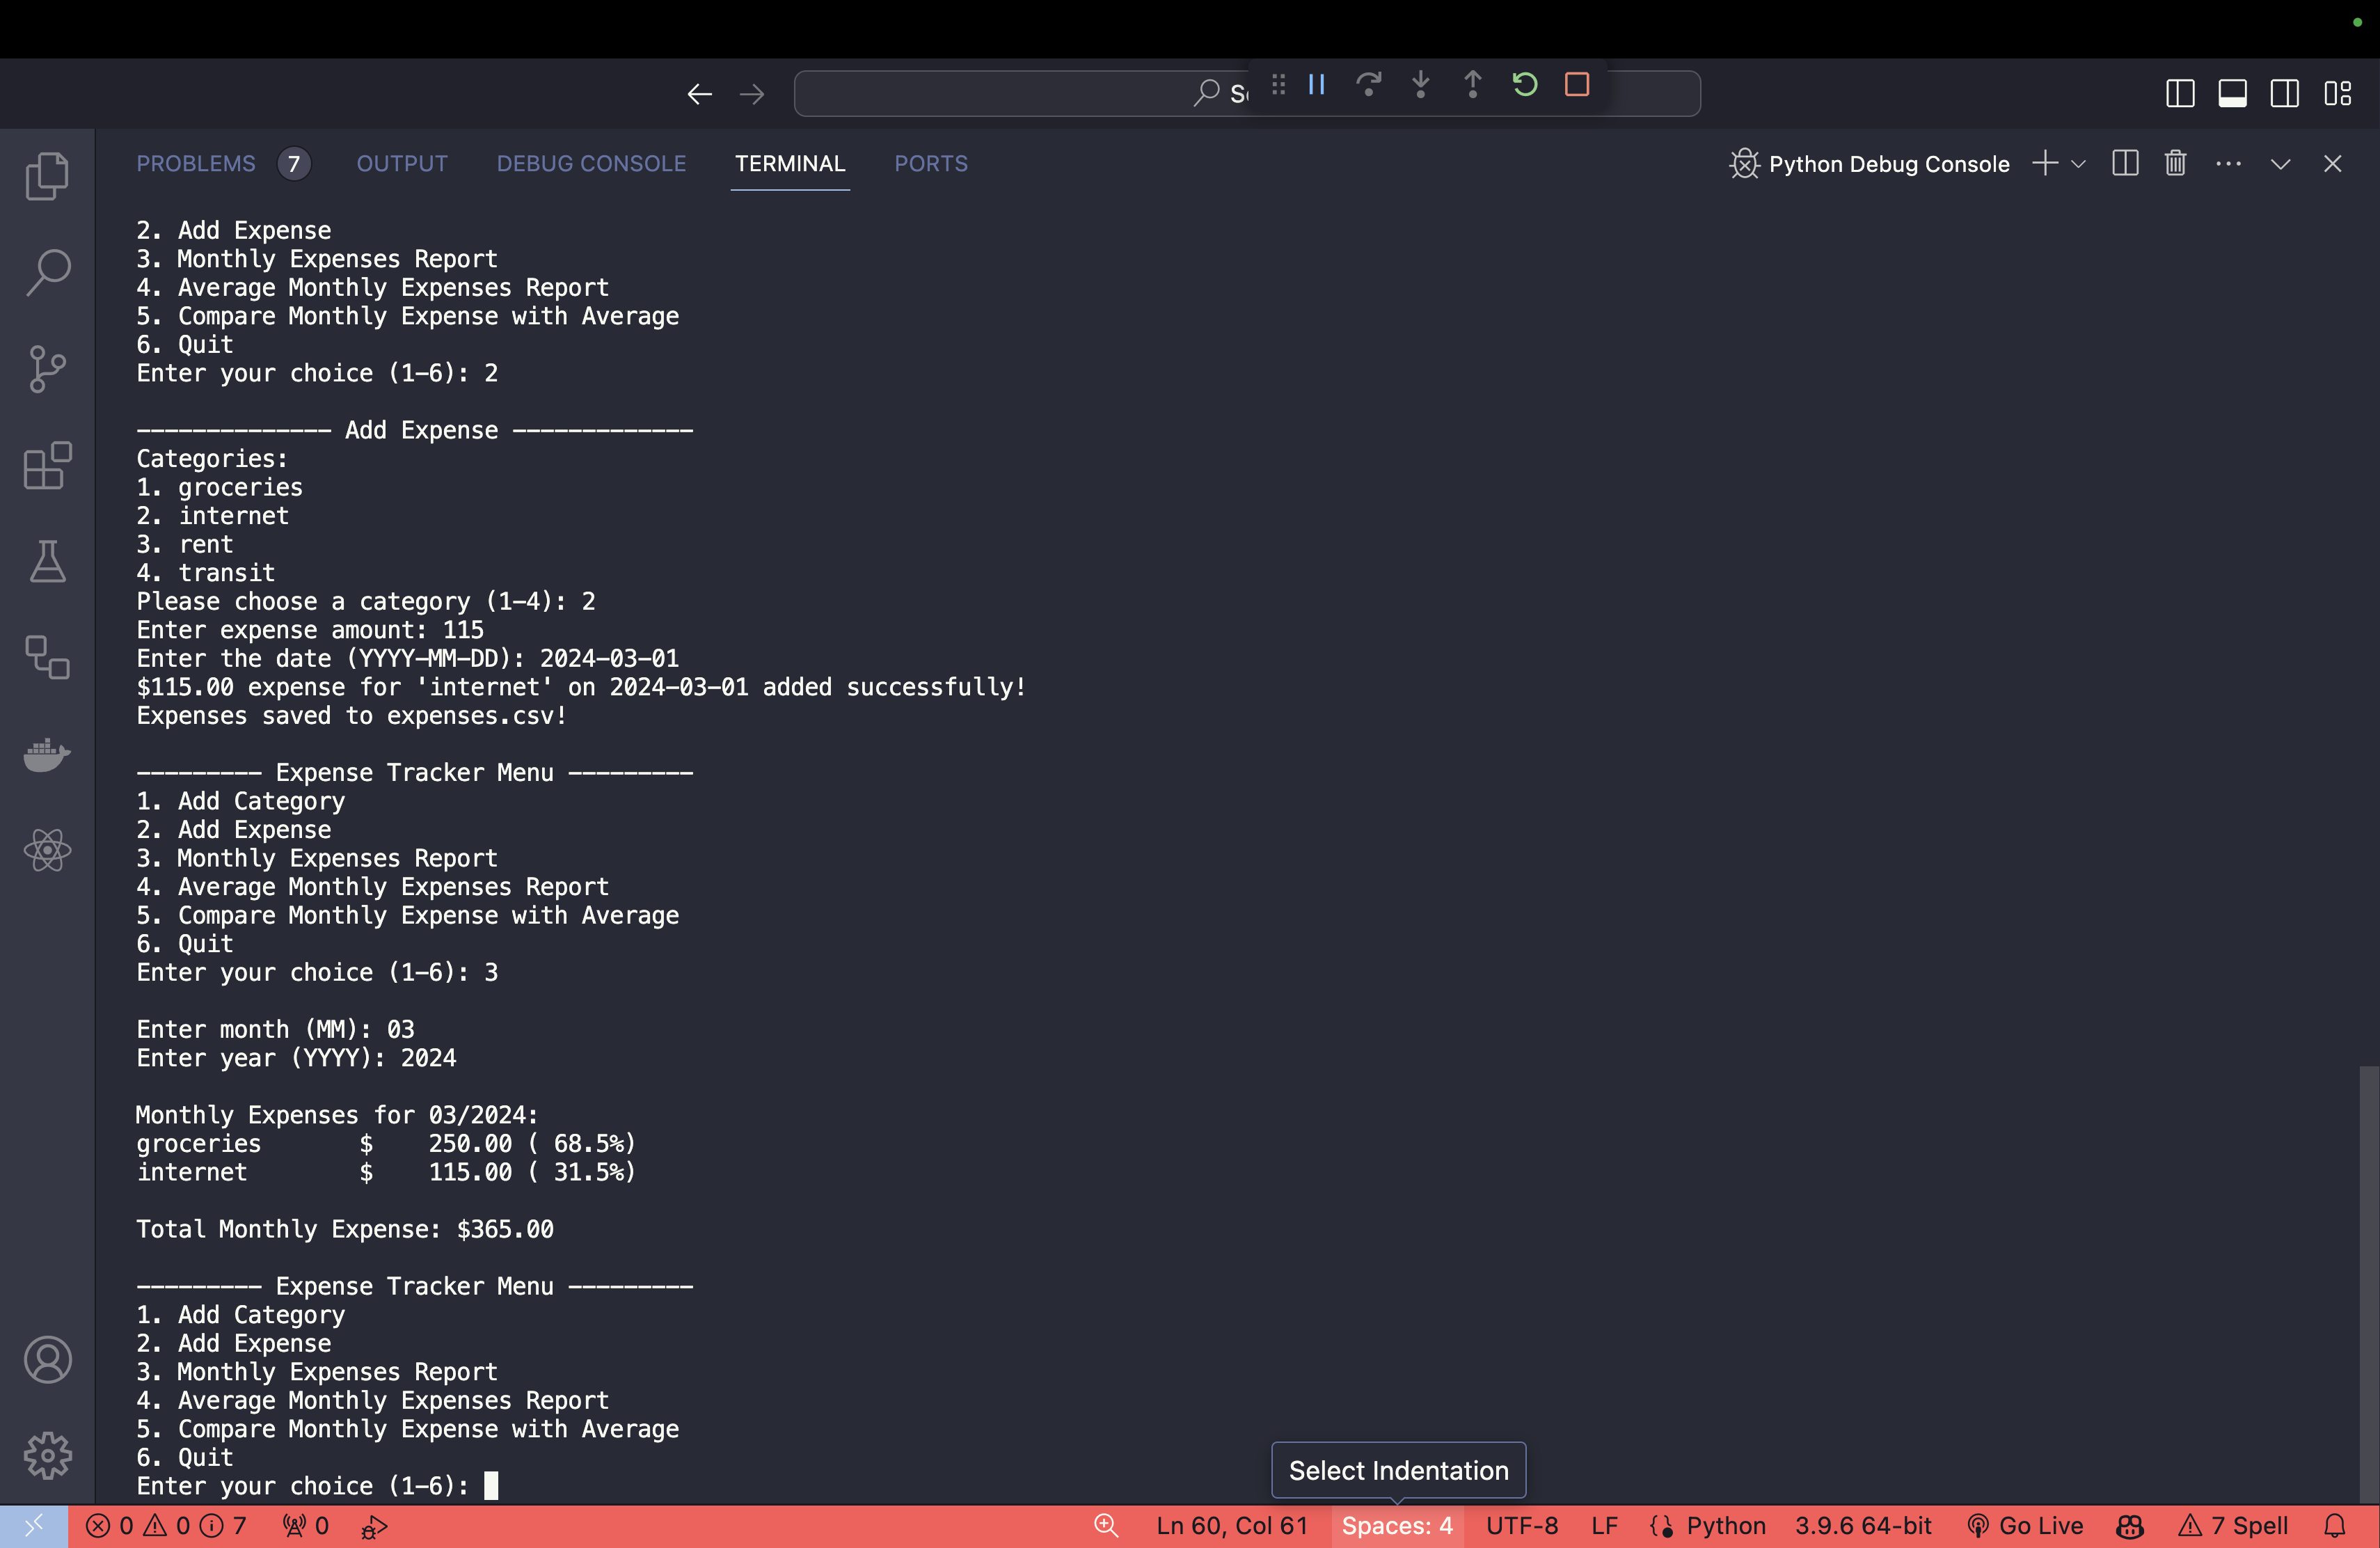 So
PROBLEMS 7 OUTPUT DEBUG CONSOLE TERMINAL PORTS Python Debug Console
2. Add Expense
3. Monthly Expenses Report
4. Average Monthly Expenses Report
5. Compare Monthly Expense with Average
6. Quit
Enter your choice (1-6): 2
-------------- Add Expense -------------
Categories:
1. groceries
2. internet
3. rent
4. transit
Please choose a category (1-4): 2
Enter expense amount: 115
Enter the date (YYYY-MM-DD): 2024-03-01
$115.00 expense for 'internet' on 2024-03-01 added successfully!
Expenses saved to expenses.csv!
--------- Expense Tracker Menu ---------
1. Add Category
2. Add Expense
3. Monthly Expenses Report
4. Average Monthly Expenses Report
5. Compare Monthly Expense with Average
6. Quit
Enter your choice (1-6): 3
Enter month (MM): 03
Enter year (YYYY): 2024
Monthly Expenses for 03/2024:
groceries       $    250.00 ( 68.5%)
internet        $    115.00 ( 31.5%)
Total Monthly Expense: $365.00
--------- Expense Tracker Menu ---------
1. Add Category
2. Add Expense
3. Monthly Expenses Report
4. Average Monthly Expenses Report
5. Compare Monthly Expense with Average
6. Quit
Enter your choice (1-6):
Select Indentation
0 0 7 0 Ln 60, Col 61 Spaces: 4 UTF-8 LF Python 3.9.6 64-bit Go Live 7 Spell